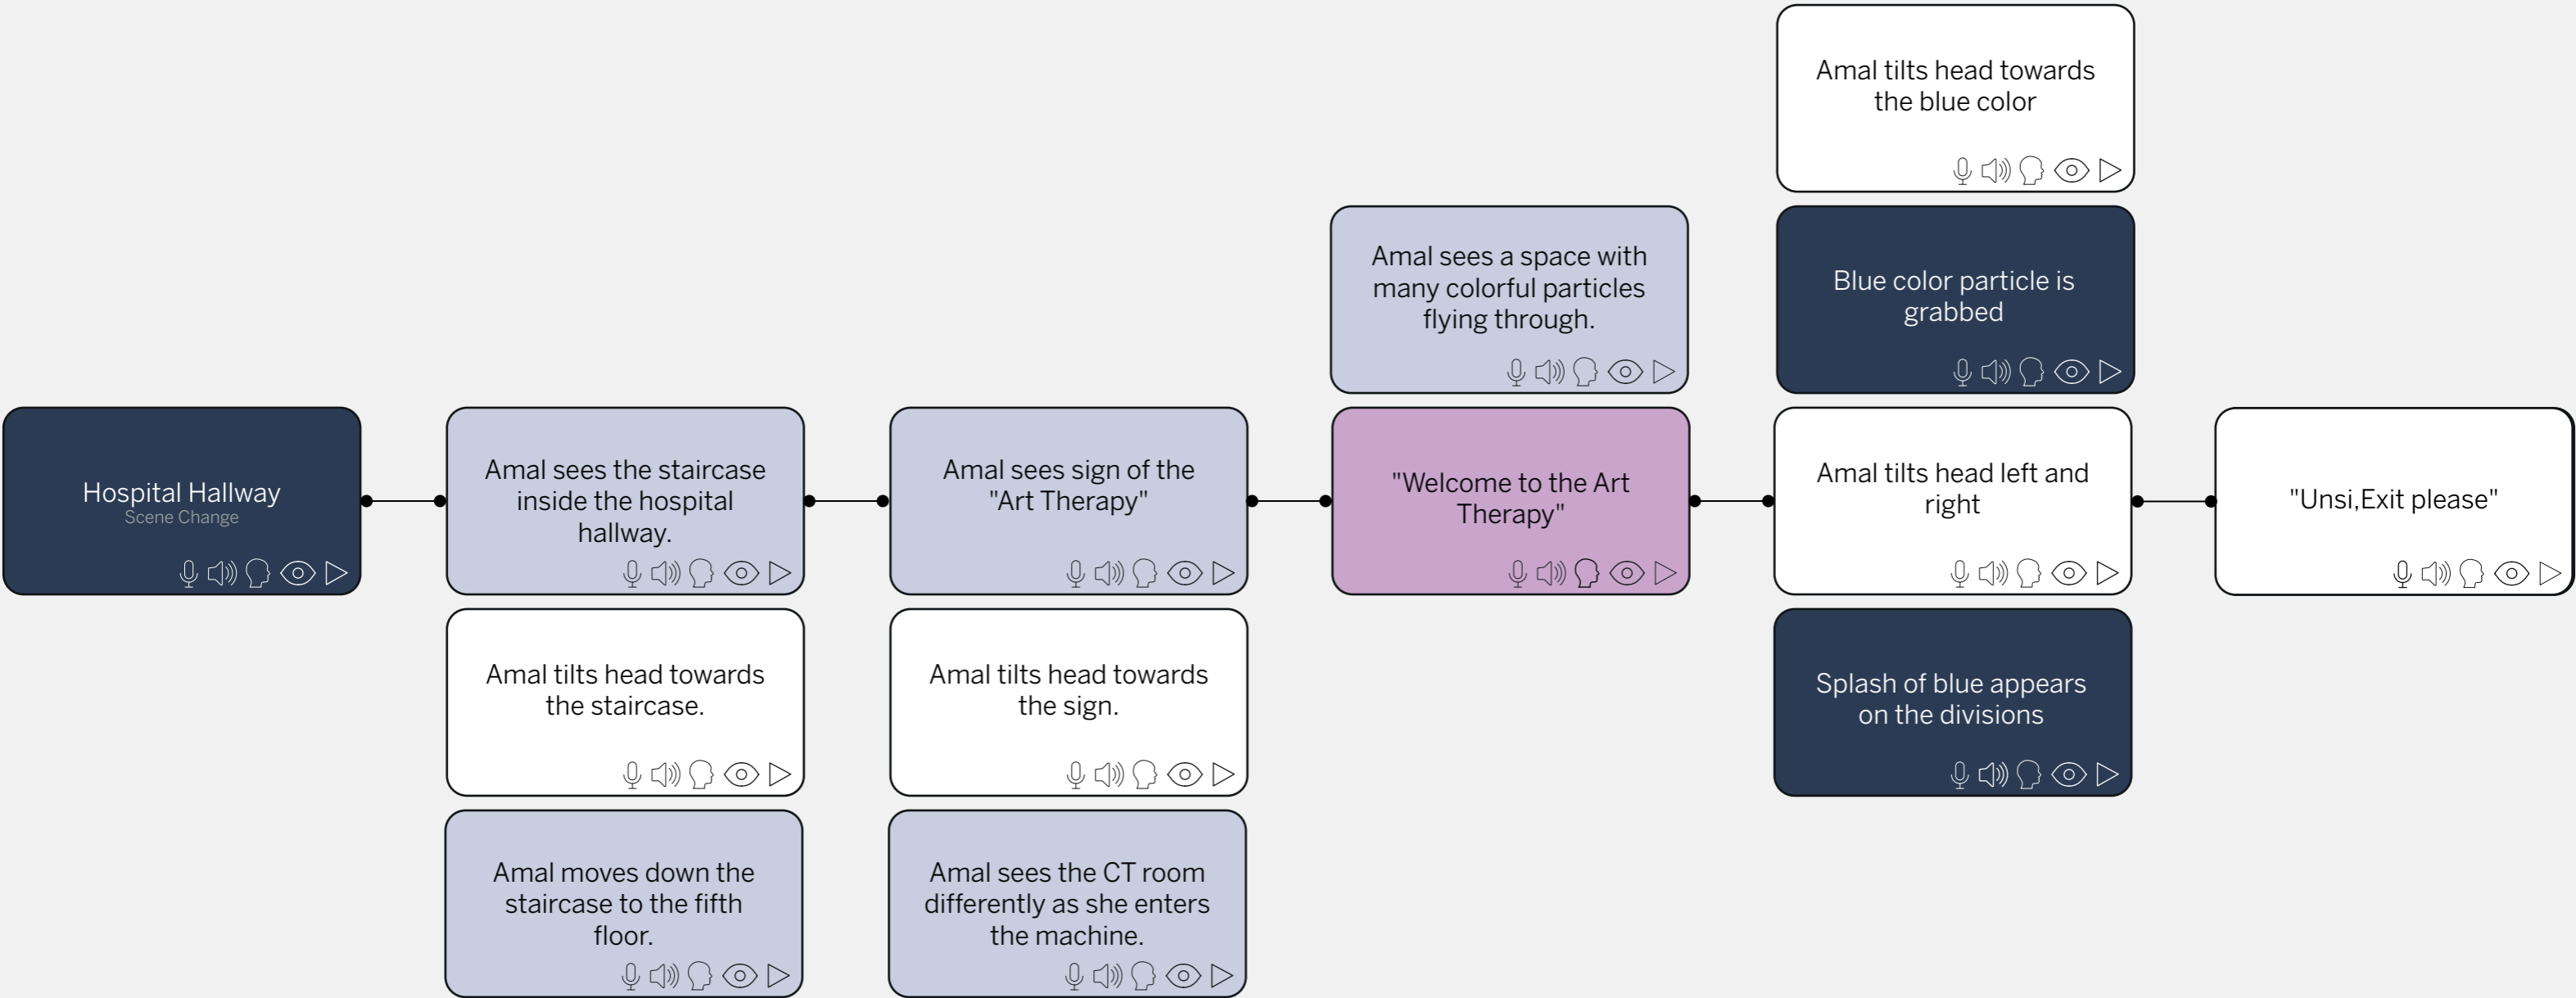 Hospital Hallway
Scene Change
Amal sees the staircase
inside the hospital
hallway.
Amal tilts head towards
the staircase.
Amal moves down the
staircase to the fifth
floor.
Amal sees sign of the
"Art Therapy"
Amal tilts head towards
the sign.
Amal sees the CT room
differently as she enters
the machine.
Amal sees a space with
many colorful particles
flying through.
"Welcome to the Art
Therapy"
Amal tilts head towards
the blue color
Blue color particle is
grabbed
Amal tilts head left and
right
Splash of blue appears
on the divisions
"Unsi,Exit please"